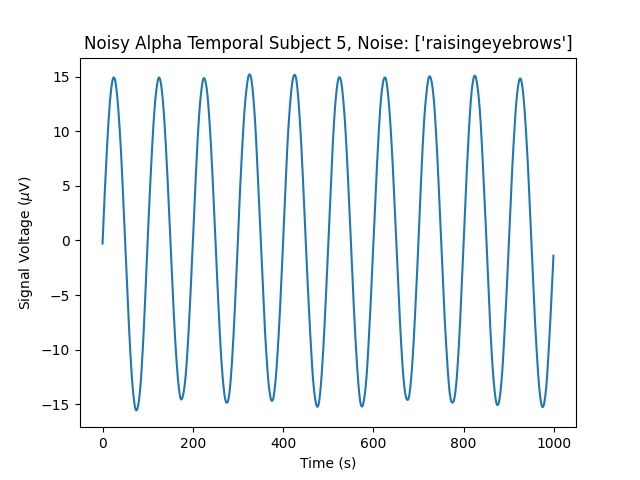 Noisy Alpha Temporal Subject 5, Noise: ['raisingeyebrows']
15
10
5
0
−5
−10
−15
Signal Voltage (μV)
0 200 400 600 800 1000
Time (s)